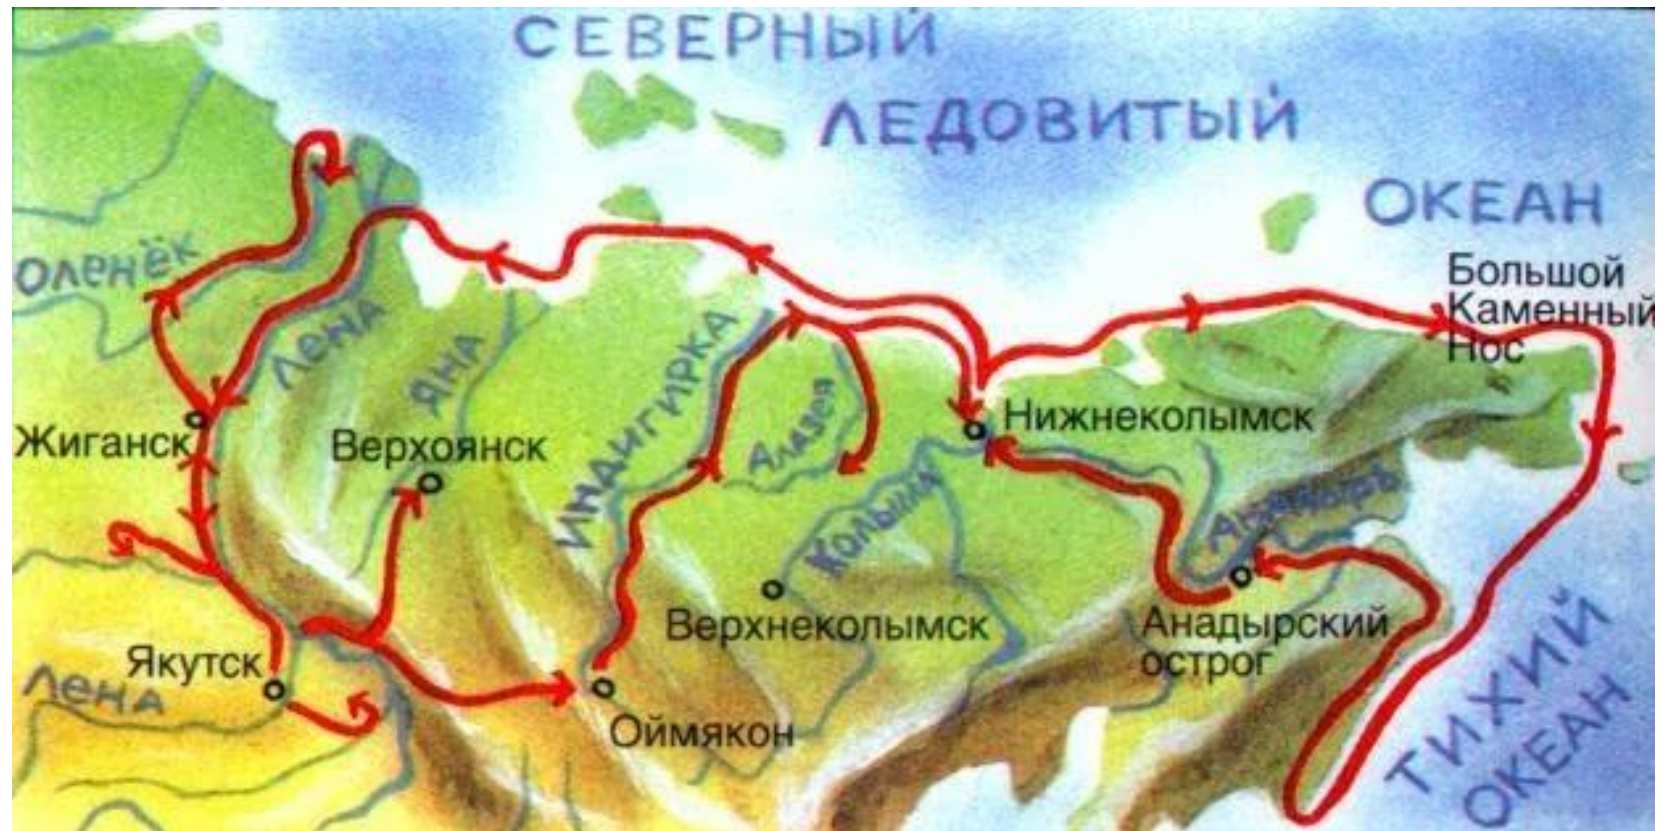 СЕВЕРНЫЙ
ЛЕДОВИТЫЙ
ОКЕАН
Большой
Каменный
Нос
ОЛЕНЁК
ЛЕНА
ЯНА
ИНДИГИРКА
Алазея
Нижнеколымск
Жиганск
Верхоянск
Колыма
Анадырь
Верхнеколымск
Анадырский
острог
Якутск
Лена
Оймякон
ТИХИЙ
ОКЕАН